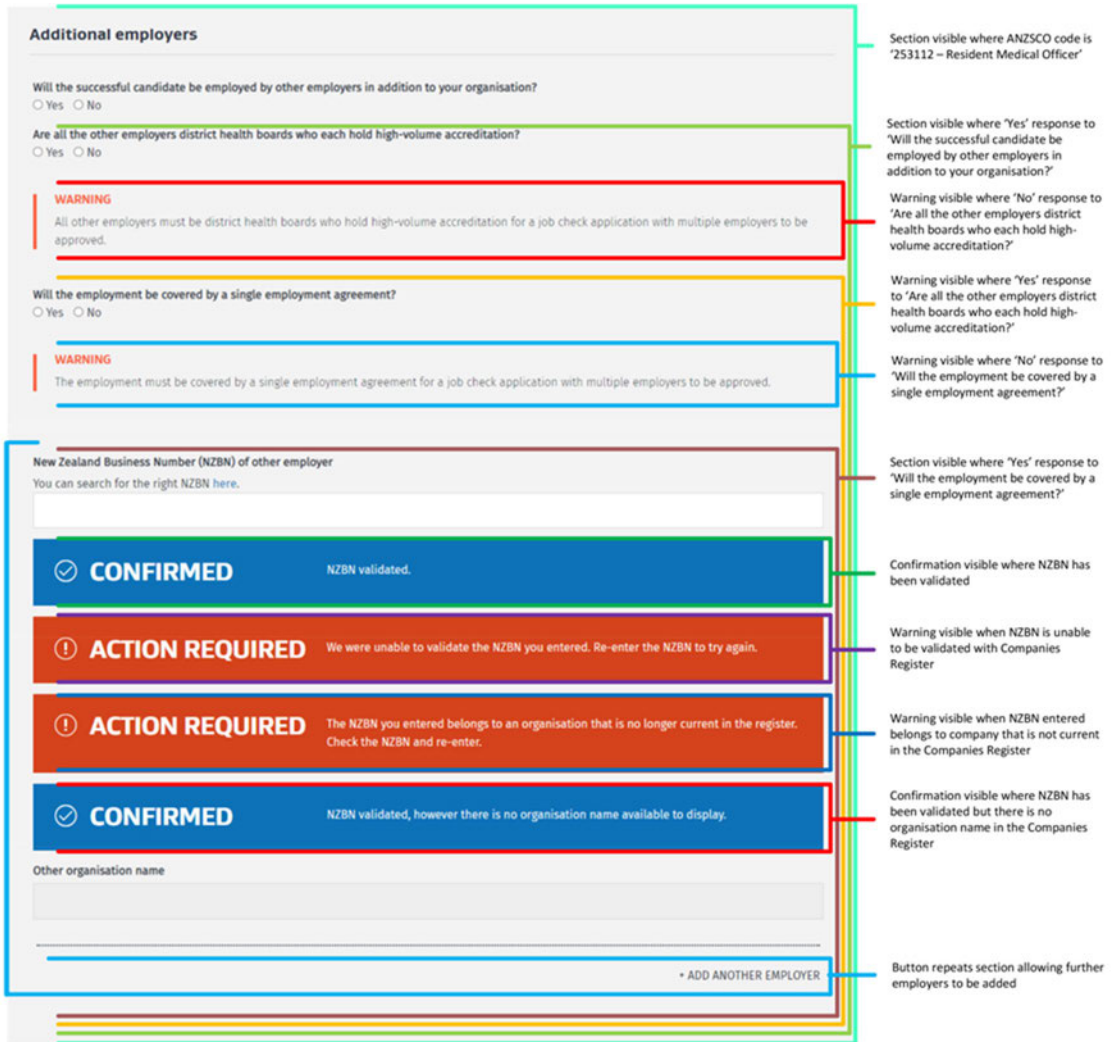 Additional employers
Will the successful candidate be employed by other employers in addition to your organisation?
Yes No
Are all the other employers district health boards who each hold high-volume accreditation?
Yes No
WARNING
All other employers must be district health boards who hold high-volume accreditation for a job check application with multiple employers to be
approved.
Will the employment be covered by a single employment agreement?
Yes No
WARNING
The employment must be covered by a single employment agreement for a job check application with multiple employers to be approved.
New Zealand Business Number (NZBN) of other employer
You can search for the right NZBN here.
CONFIRMED
NZBN validated.
ACTION REQUIRED
We were unable to validate the NZBN you entered. Re-enter the NZBN to try again.
ACTION REQUIRED
The NZBN you entered belongs to an organisation that is no longer current in the register.
Check the NZBN and re-enter.
CONFIRMED
NZBN validated, however there is no organisation name available to display.
Other organisation name
+ ADD ANOTHER EMPLOYER
Section visible where ANZSCO code is
'253112 – Resident Medical Officer'
Section visible where 'Yes' response to
'Will the successful candidate be
employed by other employers in
addition to your organisation?'
Warning visible where 'No' response to
'Are all the other employers district
health boards who each hold high-
volume accreditation?'
Warning visible where 'Yes' response
to 'Are all the other employers district
health boards who each hold high-
volume accreditation?'
Warning visible where 'No' response to
'Will the employment be covered by a
single employment agreement?'
Section visible where 'Yes' response to
'Will the employment be covered by a
single employment agreement?'
Confirmation visible where NZBN has
been validated
Warning visible when NZBN is unable
to be validated with Companies
Register
Warning visible when NZBN entered
belongs to company that is not current
in the Companies Register
Confirmation visible where NZBN has
been validated but there is no
organisation name in the Companies
Register
Button repeats section allowing further
employers to be added